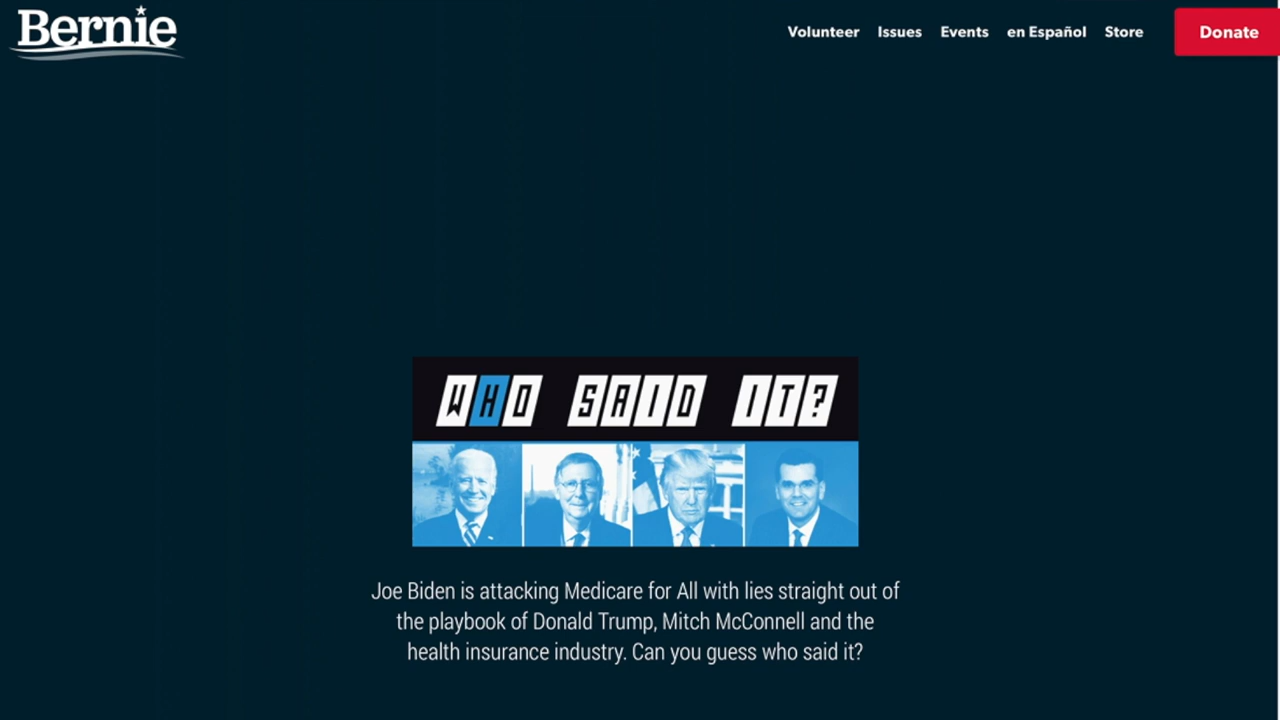 Bernie
Volunteer Issues Events en Español Store Donate
WHO SAID IT?
Joe Biden is attacking Medicare for All with lies straight out of
the playbook of Donald Trump, Mitch McConnell and the
health insurance industry. Can you guess who said it?